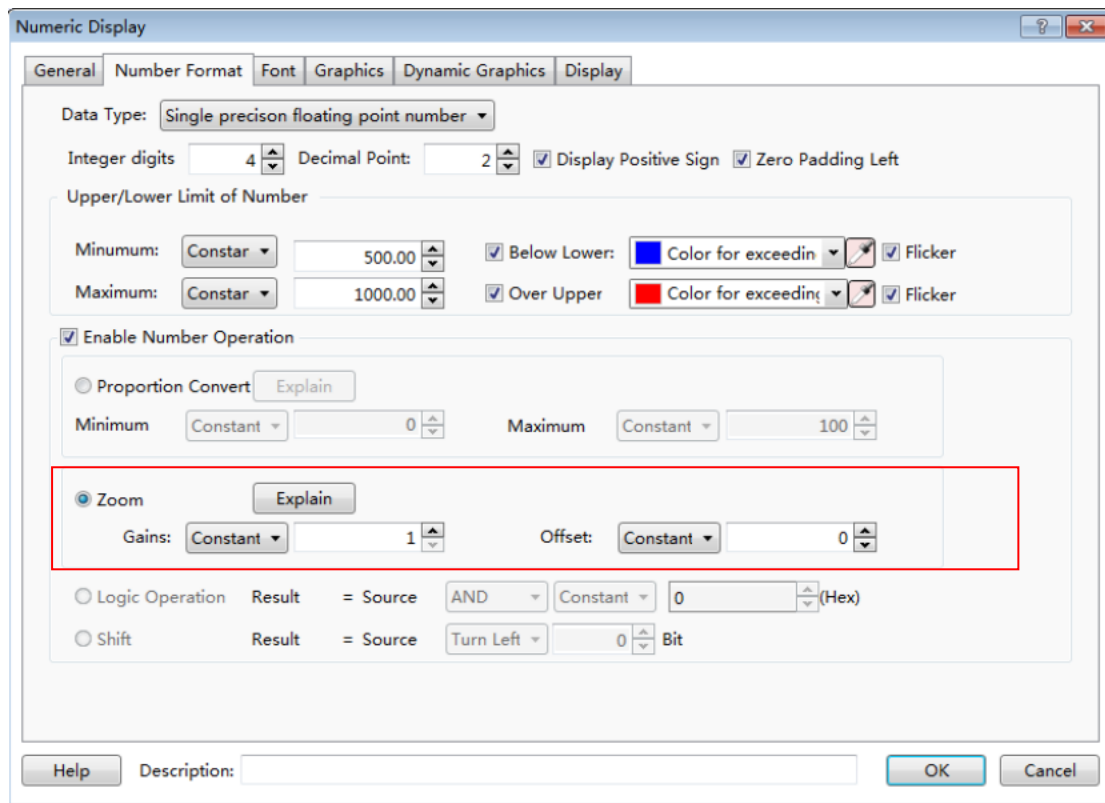 Numeric Display
General Number Format Font Graphics Dynamic Graphics Display
Data Type: Single precison floating point number
Integer digits 4 Decimal Point: 2 Display Positive Sign Zero Padding Left
Upper/Lower Limit of Number
Minumum: Constar 500.00 Below Lower: Color for exceedin Flicker
Maximum: Constar 1000.00 Over Upper Color for exceeding Flicker
Enable Number Operation
Proportion Convert Explain
Minimum Constant 0 Maximum Constant 100
Zoom Explain
Gains: Constant 1 Offset: Constant 0
Logic Operation Result = Source AND Constant 0 (Hex)
Shift Result = Source Turn Left 0 Bit
Help Description: OK Cancel